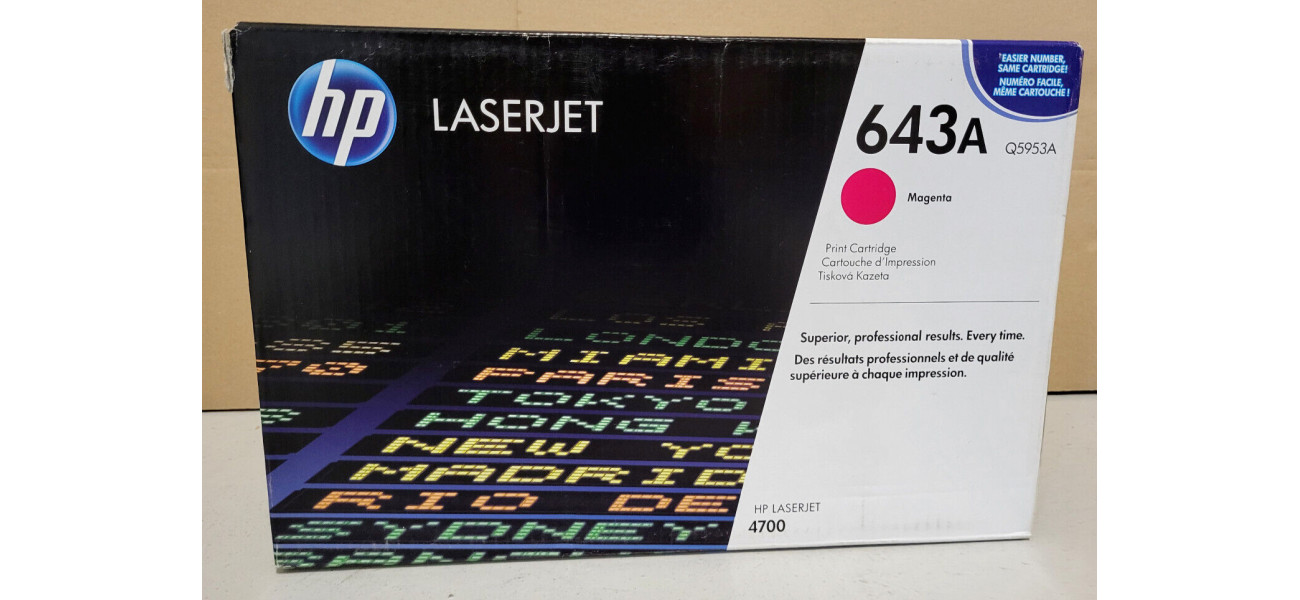 hp
LASERJET
643A
Q5953A
¹EASIER NUMBER,
SAME CARTRIDGE!
NUMÉRO FACILE,
MÊME CARTOUCHE !
Magenta
Print Cartridge
Cartouche d'Impression
Tisková Kazeta
Superior, professional results. Every time.
Des résultats professionnels et de qualité
supérieure à chaque impression.
LONDO
MIAMI
PARIS
TOKYO
HONG K
NEW YO
MADRID
RIO DE
SYDNEY
HP LASERJET
4700